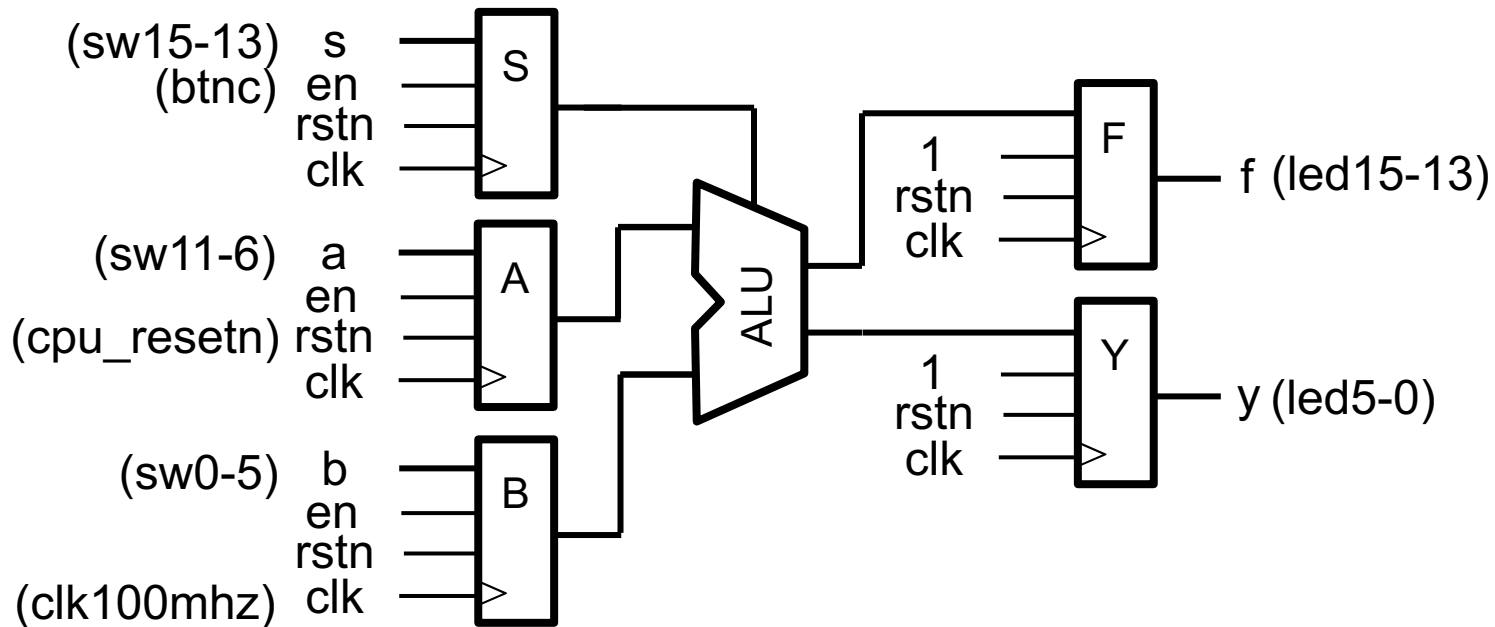 (sw15-13) s
(btnc) en
rstn
clk
S
(sw11-6) a
en
(cpu_resetn) rstn
clk
A
(sw0-5) b
en
rstn
(clk100mhz) clk
B
ALU
1
rstn
clk
F
f (led15-13)
1
rstn
clk
Y
y (led5-0)